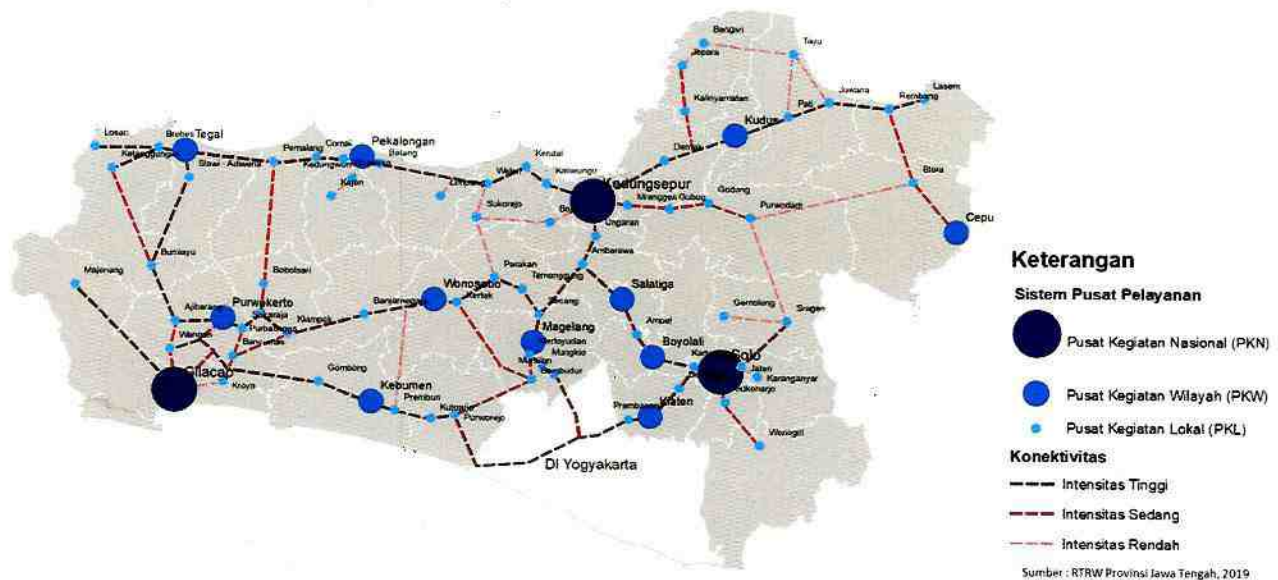 Bangsri
Tayu
Jepara
Lasem
Kalinyamatan
Juwana
Rembang
Pati
Losari
Brebes
Tegal
Kudus
Ketanggungan
Slawi - Adiwerna
Pemalang
Comal
Pekalongan
Batang
Demak
Kajen
Weleri
Kendal
Kaliwungu
Kedungsepur
Blora
Mranggen
Gubug
Godong
Sukorejo
Purwodadi
Ungaran
Cepu
Bumiayu
Ambarawa
Majenang
Bobotsari
Parakan
Temanggung
Wonosobo
Salatiga
Ajibarang
Purwokerto
Banjarnegara
Kertek
Secang
Gemolong
Sragen
Klampok
Purbalingga
Magelang
Ampel
Wangon
Banyumas
Mertoyudan
Boyolali
Mungkid
Solo
Cilacap
Muntilan
Jaten
Gombong
Borobudur
Karanganyar
Kroya
Kebumen
Prembun
Sukoharjo
Kutoarjo
Prambanan
Klaten
Purworejo
Wonogiri
DI Yogyakarta
Keterangan
Sistem Pusat Pelayanan
Pusat Kegiatan Nasional (PKN)
Pusat Kegiatan Wilayah (PKW)
Pusat Kegiatan Lokal (PKL)
Konektivitas
Intensitas Tinggi
Intensitas Sedang
Intensitas Rendah
Sumber : RTRW Provinsi Jawa Tengah, 2019